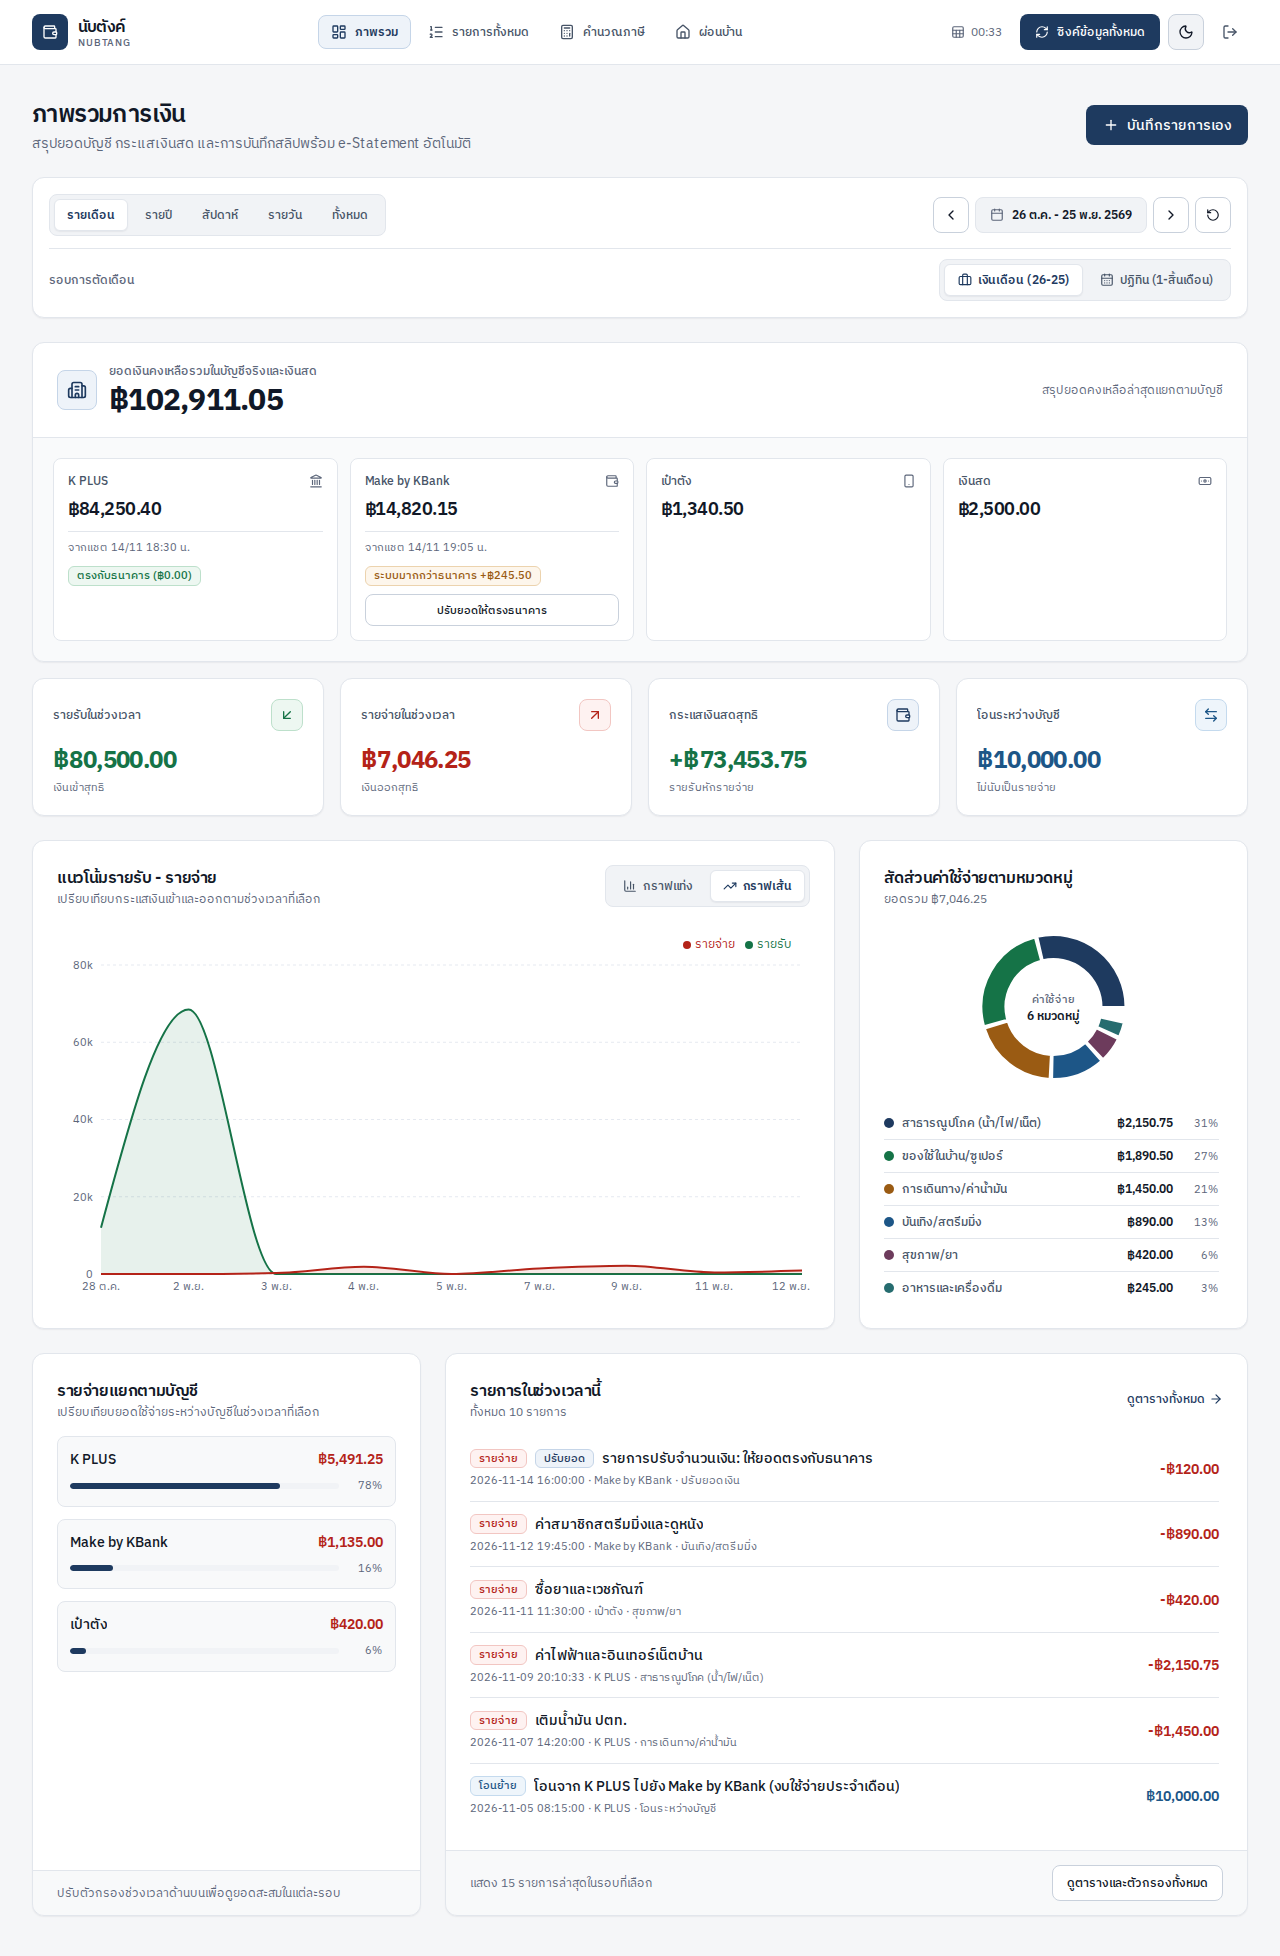 นับตังค์
NUBTANG
ภาพรวม
รายการทั้งหมด
คำนวณภาษี
ผ่อนบ้าน
00:33
ซิงค์ข้อมูลทั้งหมด
ภาพรวมการเงิน
สรุปยอดบัญชี กระแสเงินสด และการบันทึกสลิปพร้อม e-Statement อัตโนมัติ
บันทึกรายการเอง
รายเดือน
รายปี
สัปดาห์
รายวัน
ทั้งหมด
26 ต.ค. - 25 พ.ย. 2569
รอบการตัดเดือน
เงินเดือน (26-25)
ปฏิทิน (1-สิ้นเดือน)
ยอดเงินคงเหลือรวมในบัญชีจริงและเงินสด
฿102,911.05
สรุปยอดคงเหลือล่าสุดแยกตามบัญชี
K PLUS
฿84,250.40
จากแชต 14/11 18:30 น.
ตรงกับธนาคาร (฿0.00)
Make by KBank
฿14,820.15
จากแชต 14/11 19:05 น.
ระบบมากกว่าธนาคาร +฿245.50
ปรับยอดให้ตรงธนาคาร
เป๋าตัง
฿1,340.50
เงินสด
฿2,500.00
รายรับในช่วงเวลา
฿80,500.00
เงินเข้าสุทธิ
รายจ่ายในช่วงเวลา
฿7,046.25
เงินออกสุทธิ
กระแสเงินสดสุทธิ
+฿73,453.75
รายรับหักรายจ่าย
โอนระหว่างบัญชี
฿10,000.00
ไม่นับเป็นรายจ่าย
แนวโน้มรายรับ - รายจ่าย
เปรียบเทียบกระแสเงินเข้าและออกตามช่วงเวลาที่เลือก
กราฟแท่ง
กราฟเส้น
รายจ่าย
รายรับ
80k
60k
40k
20k
0
28 ต.ค.
2 พ.ย.
3 พ.ย.
4 พ.ย.
5 พ.ย.
7 พ.ย.
9 พ.ย.
11 พ.ย.
12 พ.ย.
สัดส่วนค่าใช้จ่ายตามหมวดหมู่
ยอดรวม ฿7,046.25
ค่าใช้จ่าย
6 หมวดหมู่
สาธารณูปโภค (น้ำ/ไฟ/เน็ต) ฿2,150.75 31%
ของใช้ในบ้าน/ซูเปอร์ ฿1,890.50 27%
การเดินทาง/ค่าน้ำมัน ฿1,450.00 21%
บันเทิง/สตรีมมิ่ง ฿890.00 13%
สุขภาพ/ยา ฿420.00 6%
อาหารและเครื่องดื่ม ฿245.00 3%
รายจ่ายแยกตามบัญชี
เปรียบเทียบยอดใช้จ่ายระหว่างบัญชีในช่วงเวลาที่เลือก
K PLUS ฿5,491.25
78%
Make by KBank ฿1,135.00
16%
เป๋าตัง ฿420.00
6%
ปรับตัวกรองช่วงเวลาด้านบนเพื่อดูยอดสะสมในแต่ละรอบ
รายการในช่วงเวลานี้
ทั้งหมด 10 รายการ
ดูตารางทั้งหมด
รายจ่าย ปรับยอด รายการปรับจำนวนเงิน: ให้ยอดตรงกับธนาคาร
2026-11-14 16:00:00 · Make by KBank · ปรับยอดเงิน
-฿120.00
รายจ่าย ค่าสมาชิกสตรีมมิ่งและดูหนัง
2026-11-12 19:45:00 · Make by KBank · บันเทิง/สตรีมมิ่ง
-฿890.00
รายจ่าย ซื้อยาและเวชภัณฑ์
2026-11-11 11:30:00 · เป๋าตัง · สุขภาพ/ยา
-฿420.00
รายจ่าย ค่าไฟฟ้าและอินเทอร์เน็ตบ้าน
2026-11-09 20:10:33 · K PLUS · สาธารณูปโภค (น้ำ/ไฟ/เน็ต)
-฿2,150.75
รายจ่าย เติมน้ำมัน ปตท.
2026-11-07 14:20:00 · K PLUS · การเดินทาง/ค่าน้ำมัน
-฿1,450.00
โอนย้าย โอนจาก K PLUS ไปยัง Make by KBank (งบใช้จ่ายประจำเดือน)
2026-11-05 08:15:00 · K PLUS · โอนระหว่างบัญชี
฿10,000.00
แสดง 15 รายการล่าสุดในรอบที่เลือก
ดูตารางและตัวกรองทั้งหมด